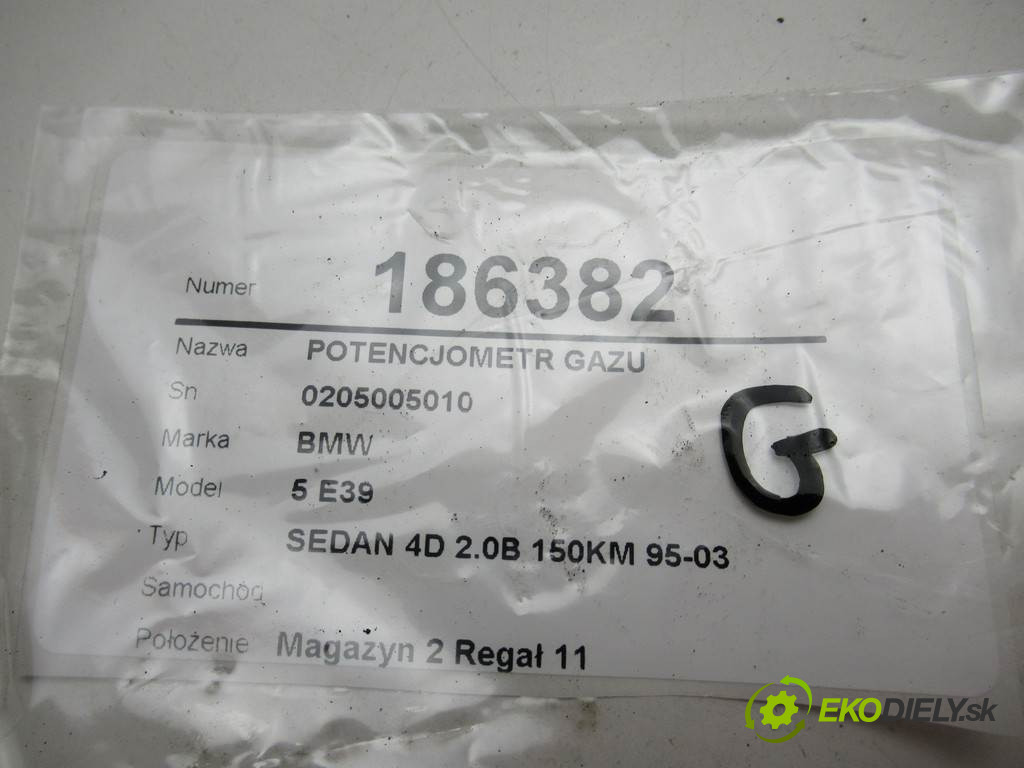 Numer 186382
Nazwa POTENCJOMETR GAZU
Sn 0205005010
Marka BMW
Model 5 E39
Typ SEDAN 4D 2.0B 150KM 95-03
Samochód
Położenie Magazyn 2 Regał 11
G
EKODIELY.sk